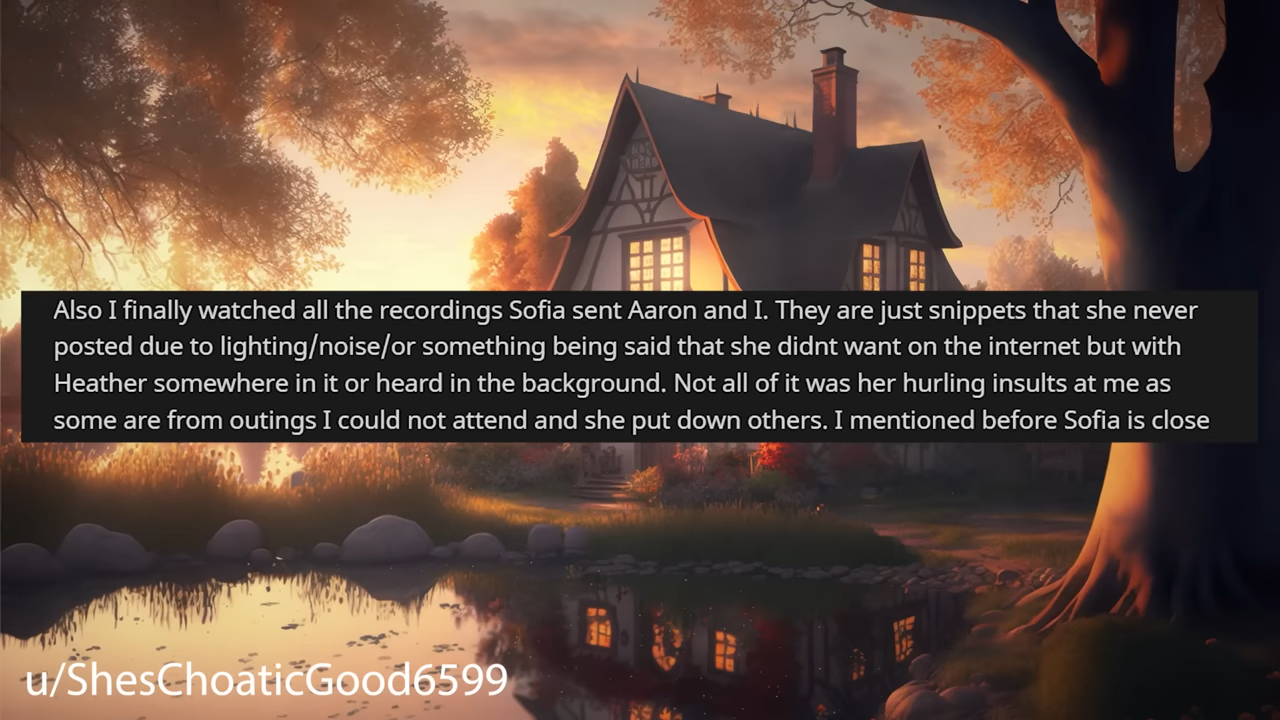 Also I finally watched all the recordings Sofia sent Aaron and I. They are just snippets that she never
posted due to lighting/noise/or something being said that she didnt want on the internet but with
Heather somewhere in it or heard in the background. Not all of it was her hurling insults at me as
some are from outings I could not attend and she put down others. I mentioned before Sofia is close
u/ShesChoaticGood6599